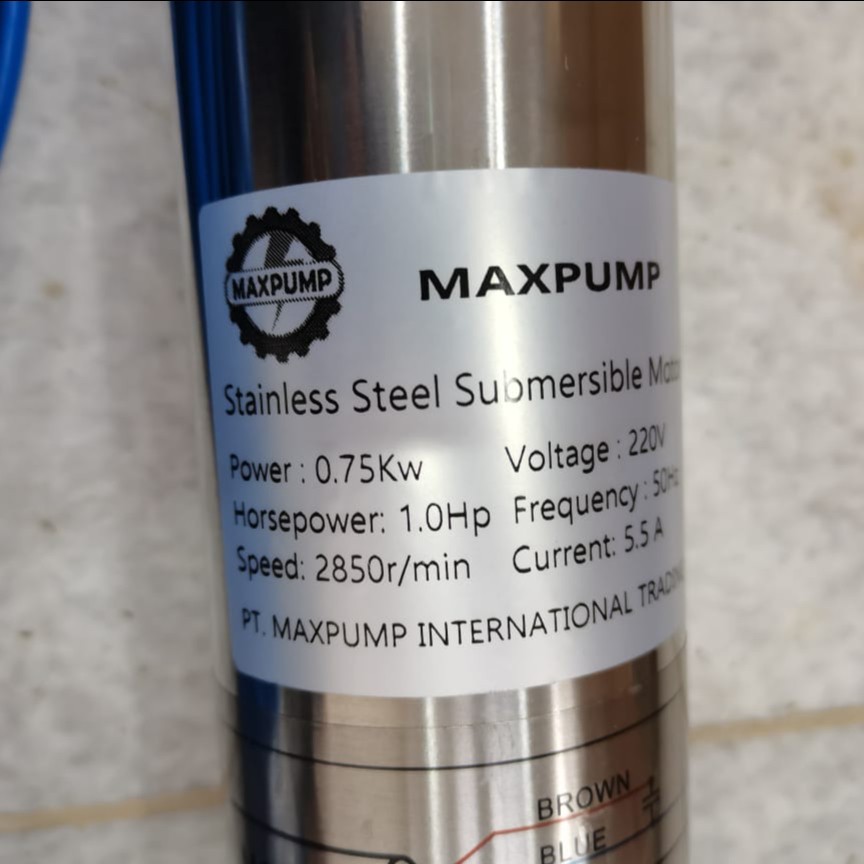 MAXPUMP
MAXPUMP
Stainless Steel Submersible
Power : 0.75Kw
Voltage : 220V
Horsepower: 1.0Hp
Frequency : 50Hz
Speed: 2850r/min
Current: 5.5 A
PT. MAXPUMP INTERNATIONAL
BROWN
BLUE